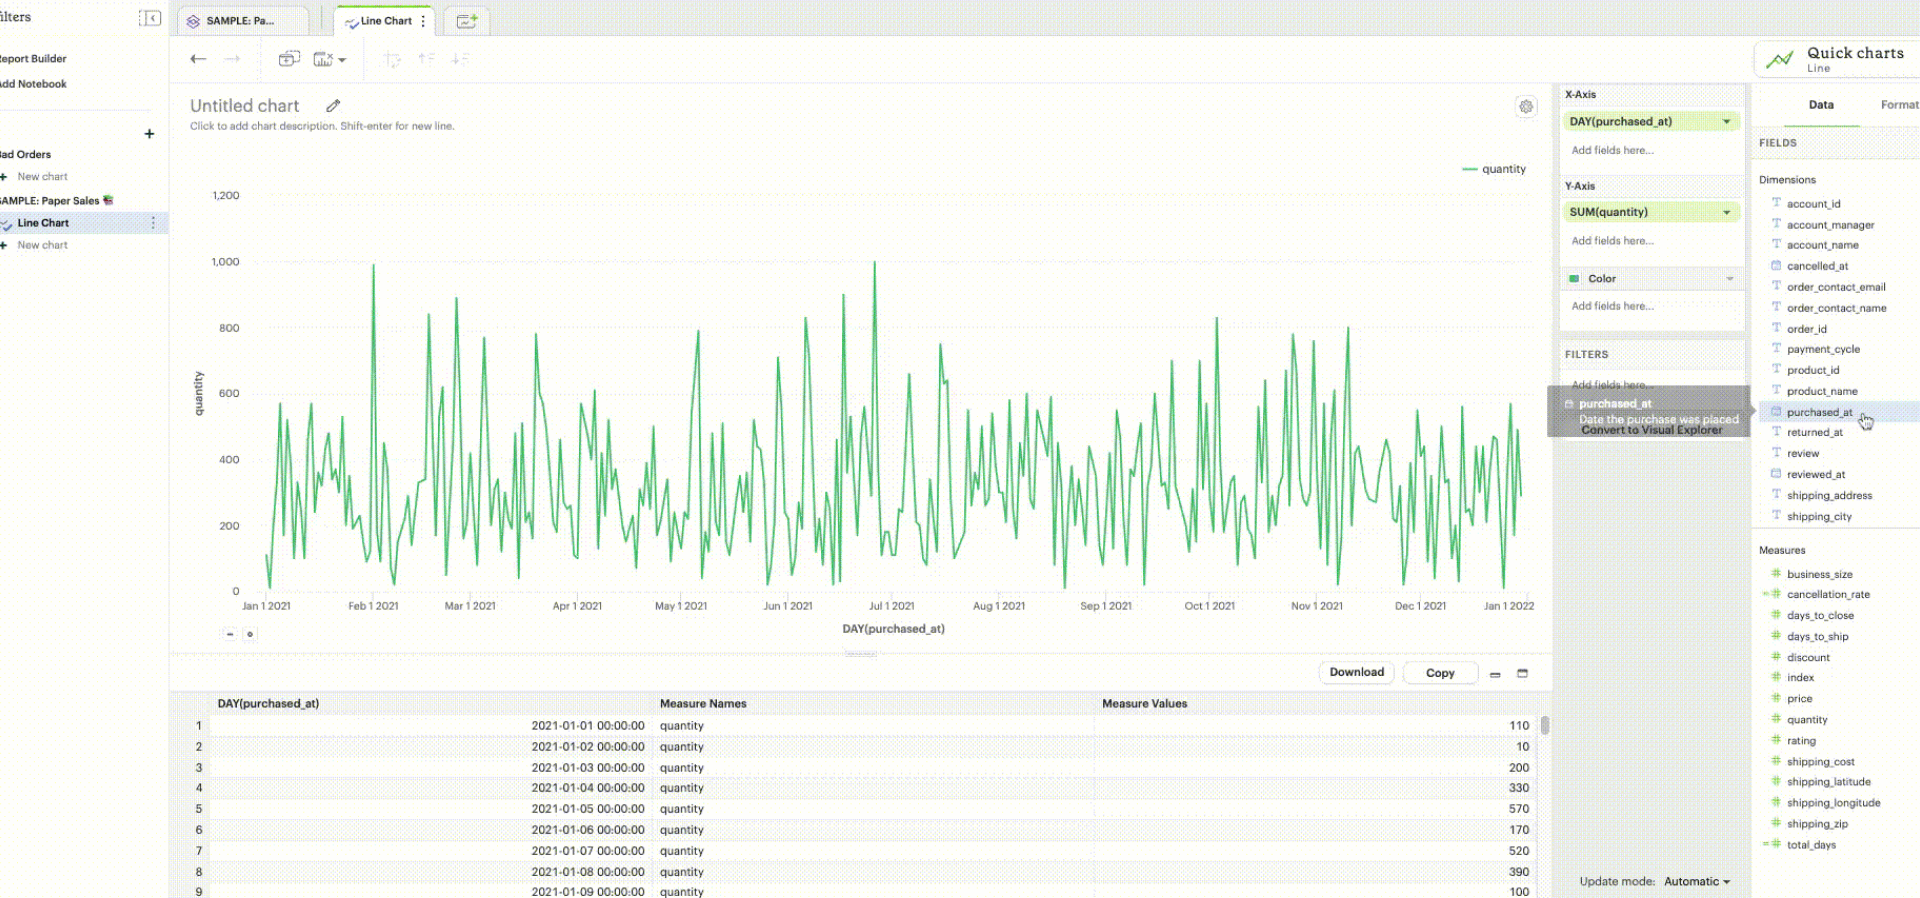 ilters
SAMPLE: Pa...
Line Chart
Quick charts
Line
eport Builder
dd Notebook
Untitled chart
Click to add chart description. Shift-enter for new line.
ad Orders
New chart
AMPLE: Paper Sales
Line Chart
New chart
quantity
1,200
1,000
800
600
400
200
0
quantity
Jan 1 2021
Feb 1 2021
Mar 1 2021
Apr 1 2021
May 1 2021
Jun 1 2021
Jul 1 2021
Aug 1 2021
Sep 1 2021
Oct 1 2021
Nov 1 2021
Dec 1 2021
Jan 1 2022
DAY(purchased_at)
Download
Copy
DAY(purchased_at) Measure Names Measure Values
1 2021-01-01 00:00:00 quantity 110
2 2021-01-02 00:00:00 quantity 10
3 2021-01-03 00:00:00 quantity 200
4 2021-01-04 00:00:00 quantity 330
5 2021-01-05 00:00:00 quantity 570
6 2021-01-06 00:00:00 quantity 170
7 2021-01-07 00:00:00 quantity 520
8 2021-01-08 00:00:00 quantity 390
9 2021-01-09 00:00:00 quantity 100
X-Axis
DAY(purchased_at)
Add fields here...
Y-Axis
SUM(quantity)
Add fields here...
Color
Add fields here...
FILTERS
Add fields here...
purchased_at
Date the purchase was placed
Convert to Visual Explorer
Update mode: Automatic
Data
Format
FIELDS
Dimensions
account_id
account_manager
account_name
cancelled_at
order_contact_email
order_contact_name
order_id
payment_cycle
product_id
product_name
purchased_at
returned_at
review
reviewed_at
shipping_address
shipping_city
Measures
business_size
cancellation_rate
days_to_close
days_to_ship
discount
index
price
quantity
rating
shipping_cost
shipping_latitude
shipping_longitude
shipping_zip
total_days